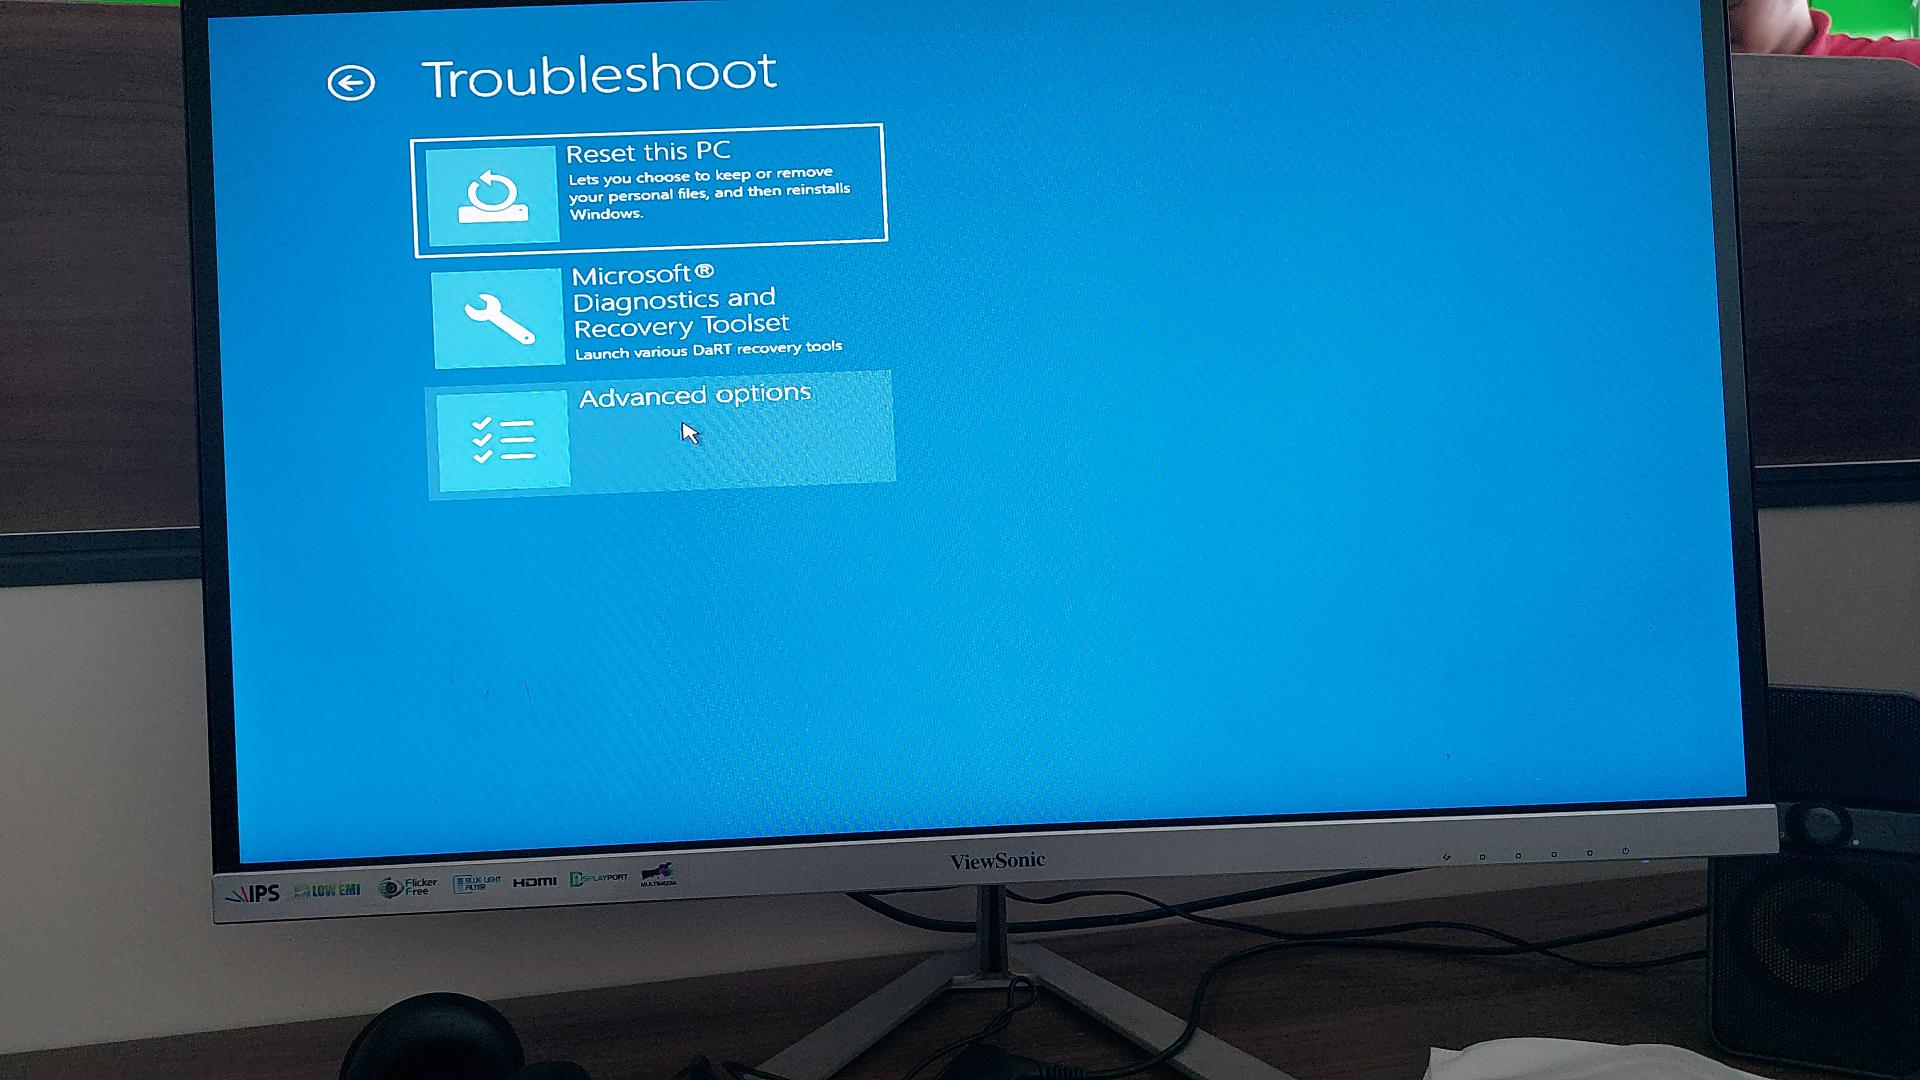 Troubleshoot
Reset this PC
Lets you choose to keep or remove
your personal files, and then reinstalls
Windows.
Microsoft®
Diagnostics and
Recovery Toolset
Launch various DaRT recovery tools
Advanced options
ViewSonic
IPS
LOW EMI
Flicker
Free
BLUE LIGHT
FILTER
HDMI
DISPLAYPORT
MULTIMEDIA